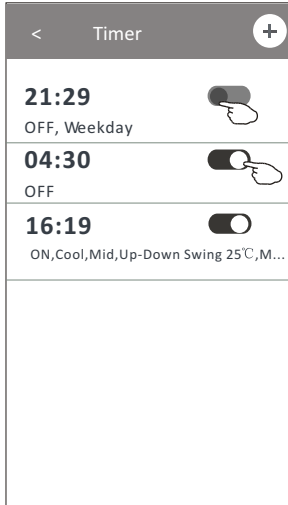 < Timer +
21:29
OFF, Weekday
04:30
OFF
16:19
ON,Cool,Mid,Up-Down Swing 25℃,M...